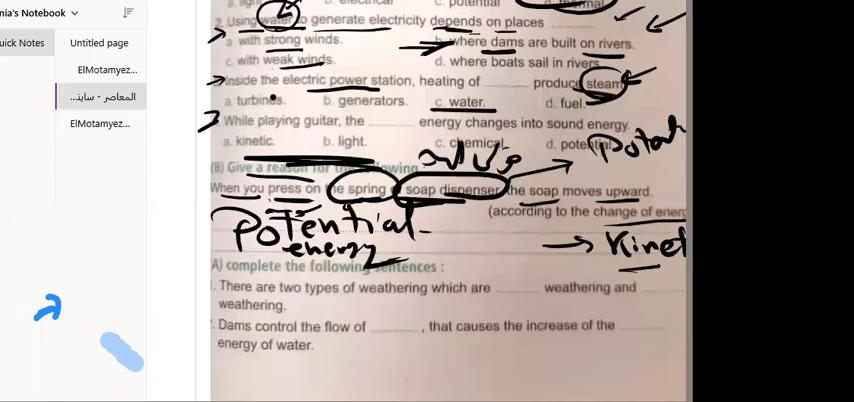 nia's Notebook
uick Notes
Untitled page
ElMotamyez...
المعاصر - ساينـ...
ElMotamyez...
b. electrical
c. potential
2. Using water to generate electricity depends on places ............
a. with strong winds.
b. where dams are built on rivers.
c. with weak winds.
d. where boats sail in rivers.
Inside the electric power station, heating of ............ produce steam
a. turbines.
b. generators.
c. water.
d. fuel.
While playing guitar, the ............ energy changes into sound energy.
a. kinetic.
b. light.
c. chemical.
d. potential.
(B) Give a reason for the following
When you press on the spring of soap dispenser the soap moves upward.
(according to the change of energ
Potential
energy
→ Kinet
(A) complete the following sentences :
. There are two types of weathering which are ............ weathering and ............
weathering.
. Dams control the flow of ............ , that causes the increase of the ............
energy of water.